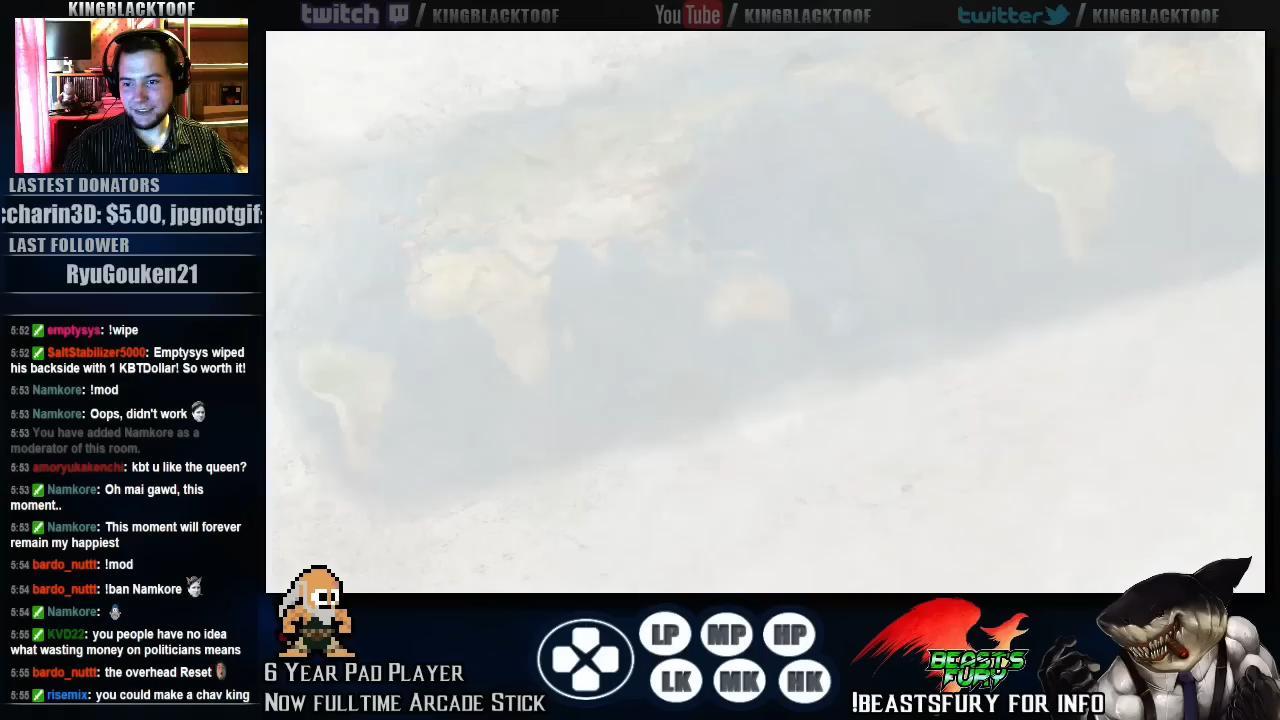 KINGBLACKTOOF
twitch / KINGBLACKTOOF
YouTube / KINGBLACKTOOF
twitter / KINGBLACKTOOF
LASTEST DONATORS
ccharin3D: $5.00, jpgnotgif:
LAST FOLLOWER
RyuGouken21
5:52 emptysys: !wipe
5:52 SaltStabilizer5000: Emptysys wiped
his backside with 1 KBTDollar! So worth it!
5:53 Namkore: !mod
5:53 Namkore: Oops, didn't work
5:53 You have added Namkore as a
moderator of this room.
5:53 amoryukakenchi: kbt u like the queen?
5:53 Namkore: Oh mai gawd, this
moment..
5:53 Namkore: This moment will forever
remain my happiest
5:54 bardo_nuttt: !mod
5:54 bardo_nuttt: !ban Namkore
5:54 Namkore:
5:55 KVD22: you people have no idea
what wasting money on politicians means
5:55 bardo_nuttt: the overhead Reset
5:55 risemix: you could make a chav king
6 YEAR PAD PLAYER
NOW FULLTIME ARCADE STICK
LP MP HP
LK MK HK
BEAST'S
FURY
!BEASTSFURY FOR INFO